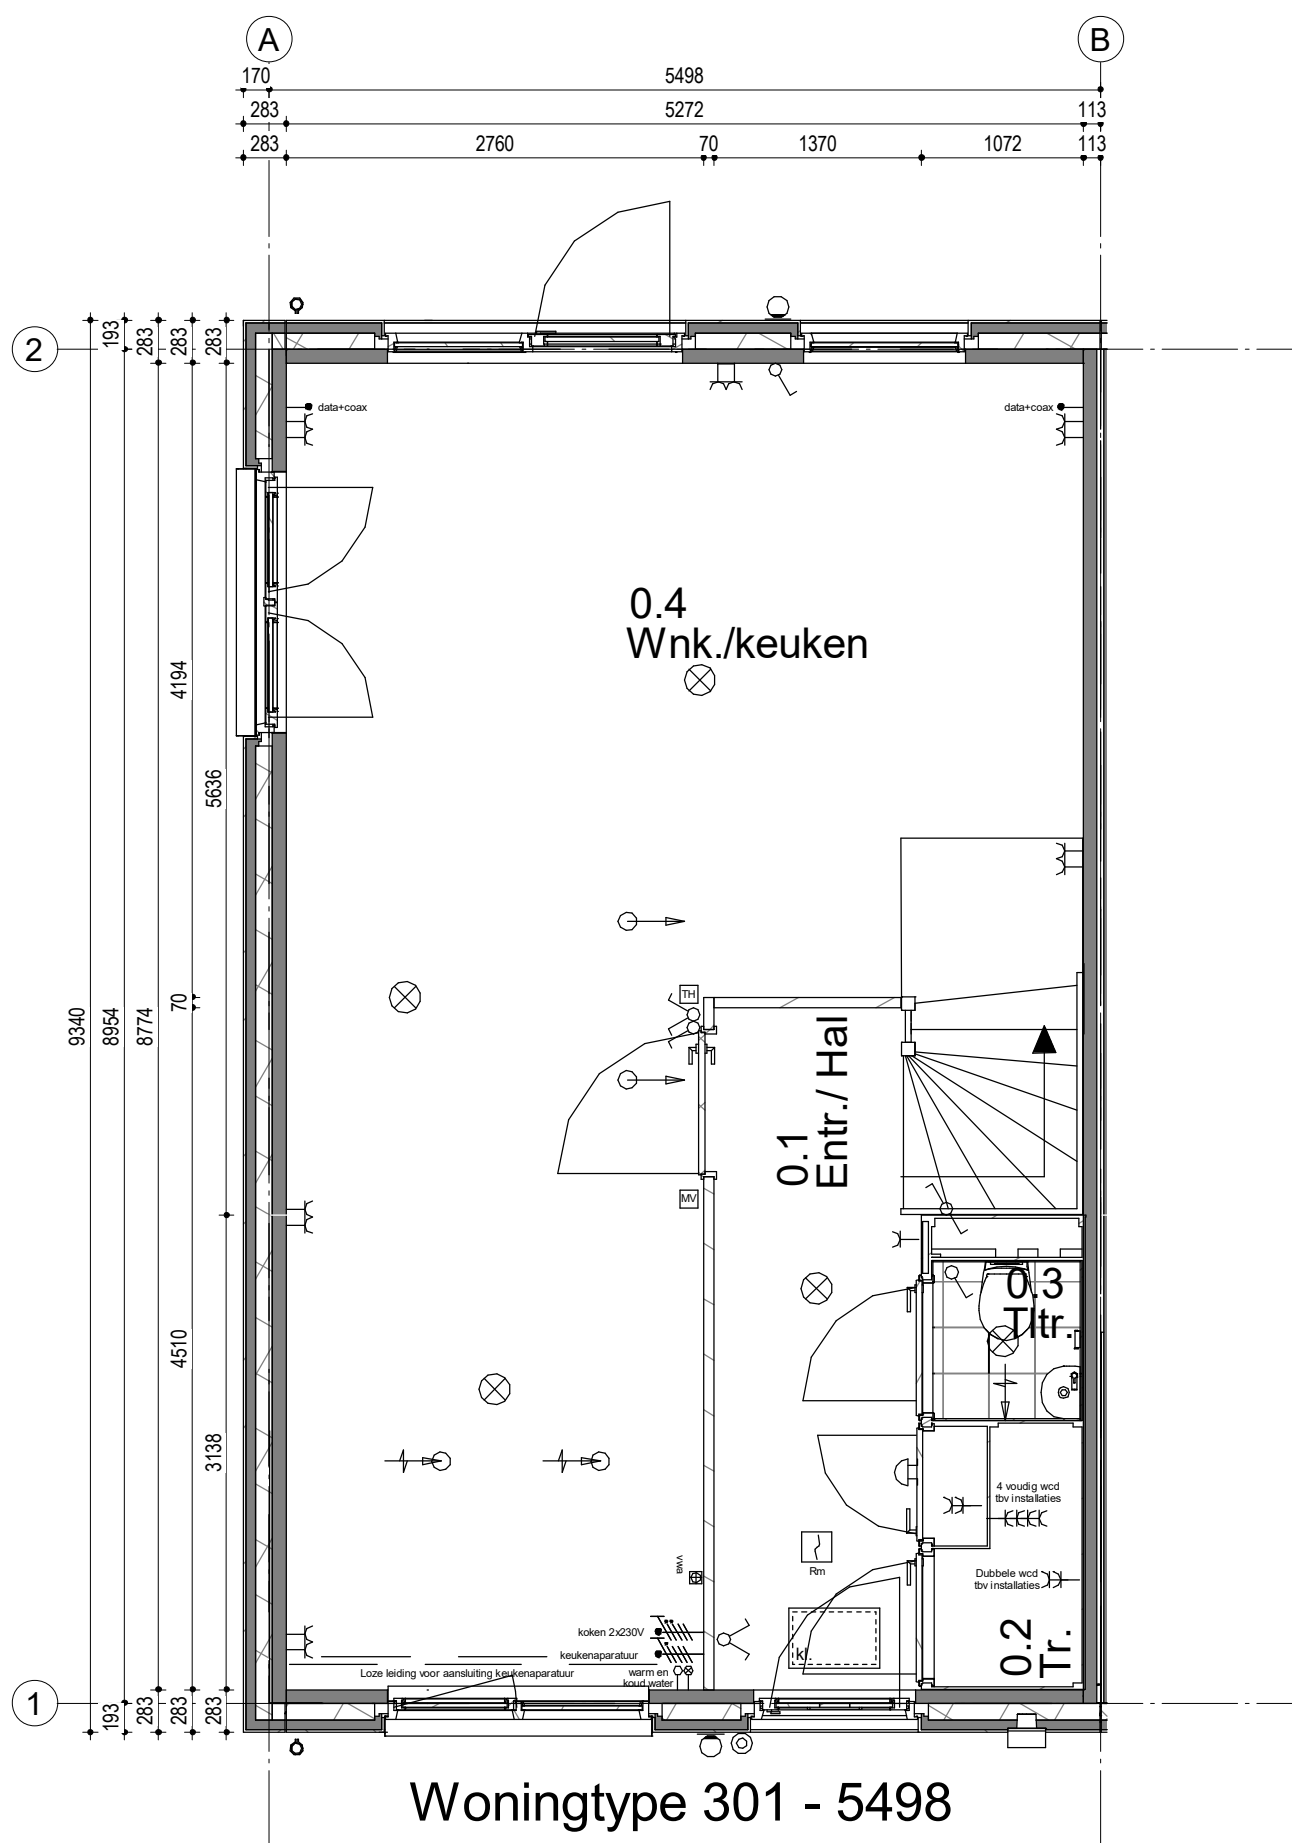 A
B
170
5498
283
5272
113
283
2760
70
1370
1072
113
2
193
283
283
283
data+coax
data+coax
0.4
Wnk./keuken
4194
5636
TH
70
9340
8954
8774
0.1
Entr./ Hal
MV
0.3
Tltr.
4510
3138
4 voudig wcd
tbv installaties
vwa
Rm
Dubbele wcd
tbv installaties
0.2
Tr.
koken 2x230V
keukenaparatuur
kl.
Loze leiding voor aansluiting keukenaparatuur
warm en
koud water
1
193
283
283
283
Woningtype 301 - 5498